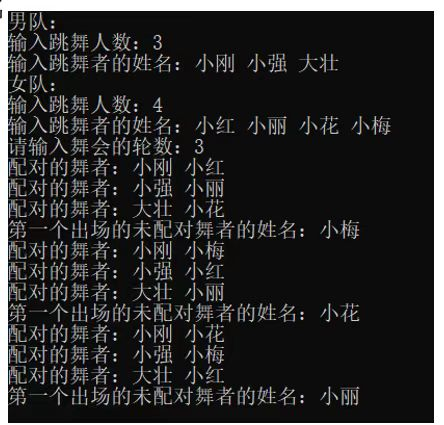 男队：
输入跳舞人数：3
输入跳舞者的姓名：小刚 小强 大壮
女队：
输入跳舞人数：4
输入跳舞者的姓名：小红 小丽 小花 小梅
请输入舞会的轮数：3
配对的舞者：小刚 小红
配对的舞者：小强 小丽
配对的舞者：大壮 小花
第一个出场的未配对舞者的姓名：小梅
配对的舞者：小刚 小梅
配对的舞者：小强 小红
配对的舞者：大壮 小丽
第一个出场的未配对舞者的姓名：小花
配对的舞者：小刚 小花
配对的舞者：小强 小梅
配对的舞者：大壮 小红
第一个出场的未配对舞者的姓名：小丽